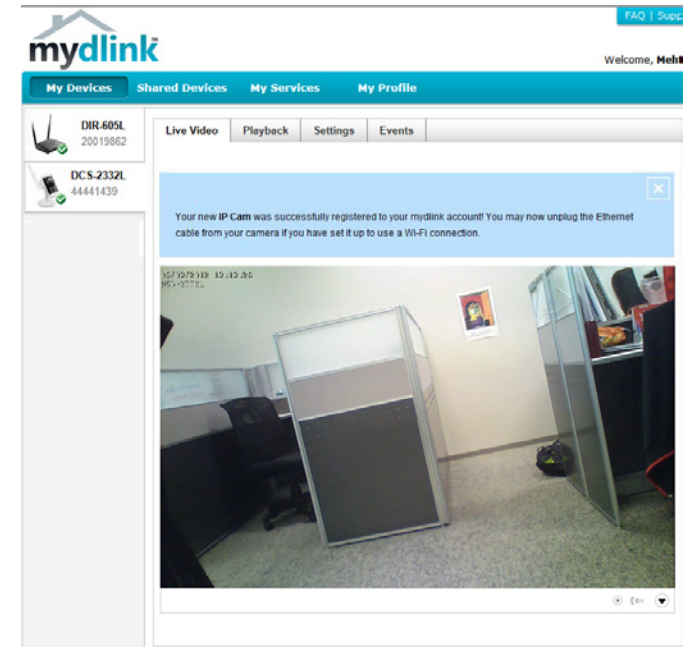 FAQ |
mydlink
Welcome,
My Devices Shared Devices My Services My Profile
DIR-605L
20019862
DCS-2332L
44441439
Live Video Playback Settings Events
Your new IP Cam was successfully registered to your mydlink account! You may now unplug the Ethernet
cable from your camera if you have set it up to use a Wi-Fi connection.